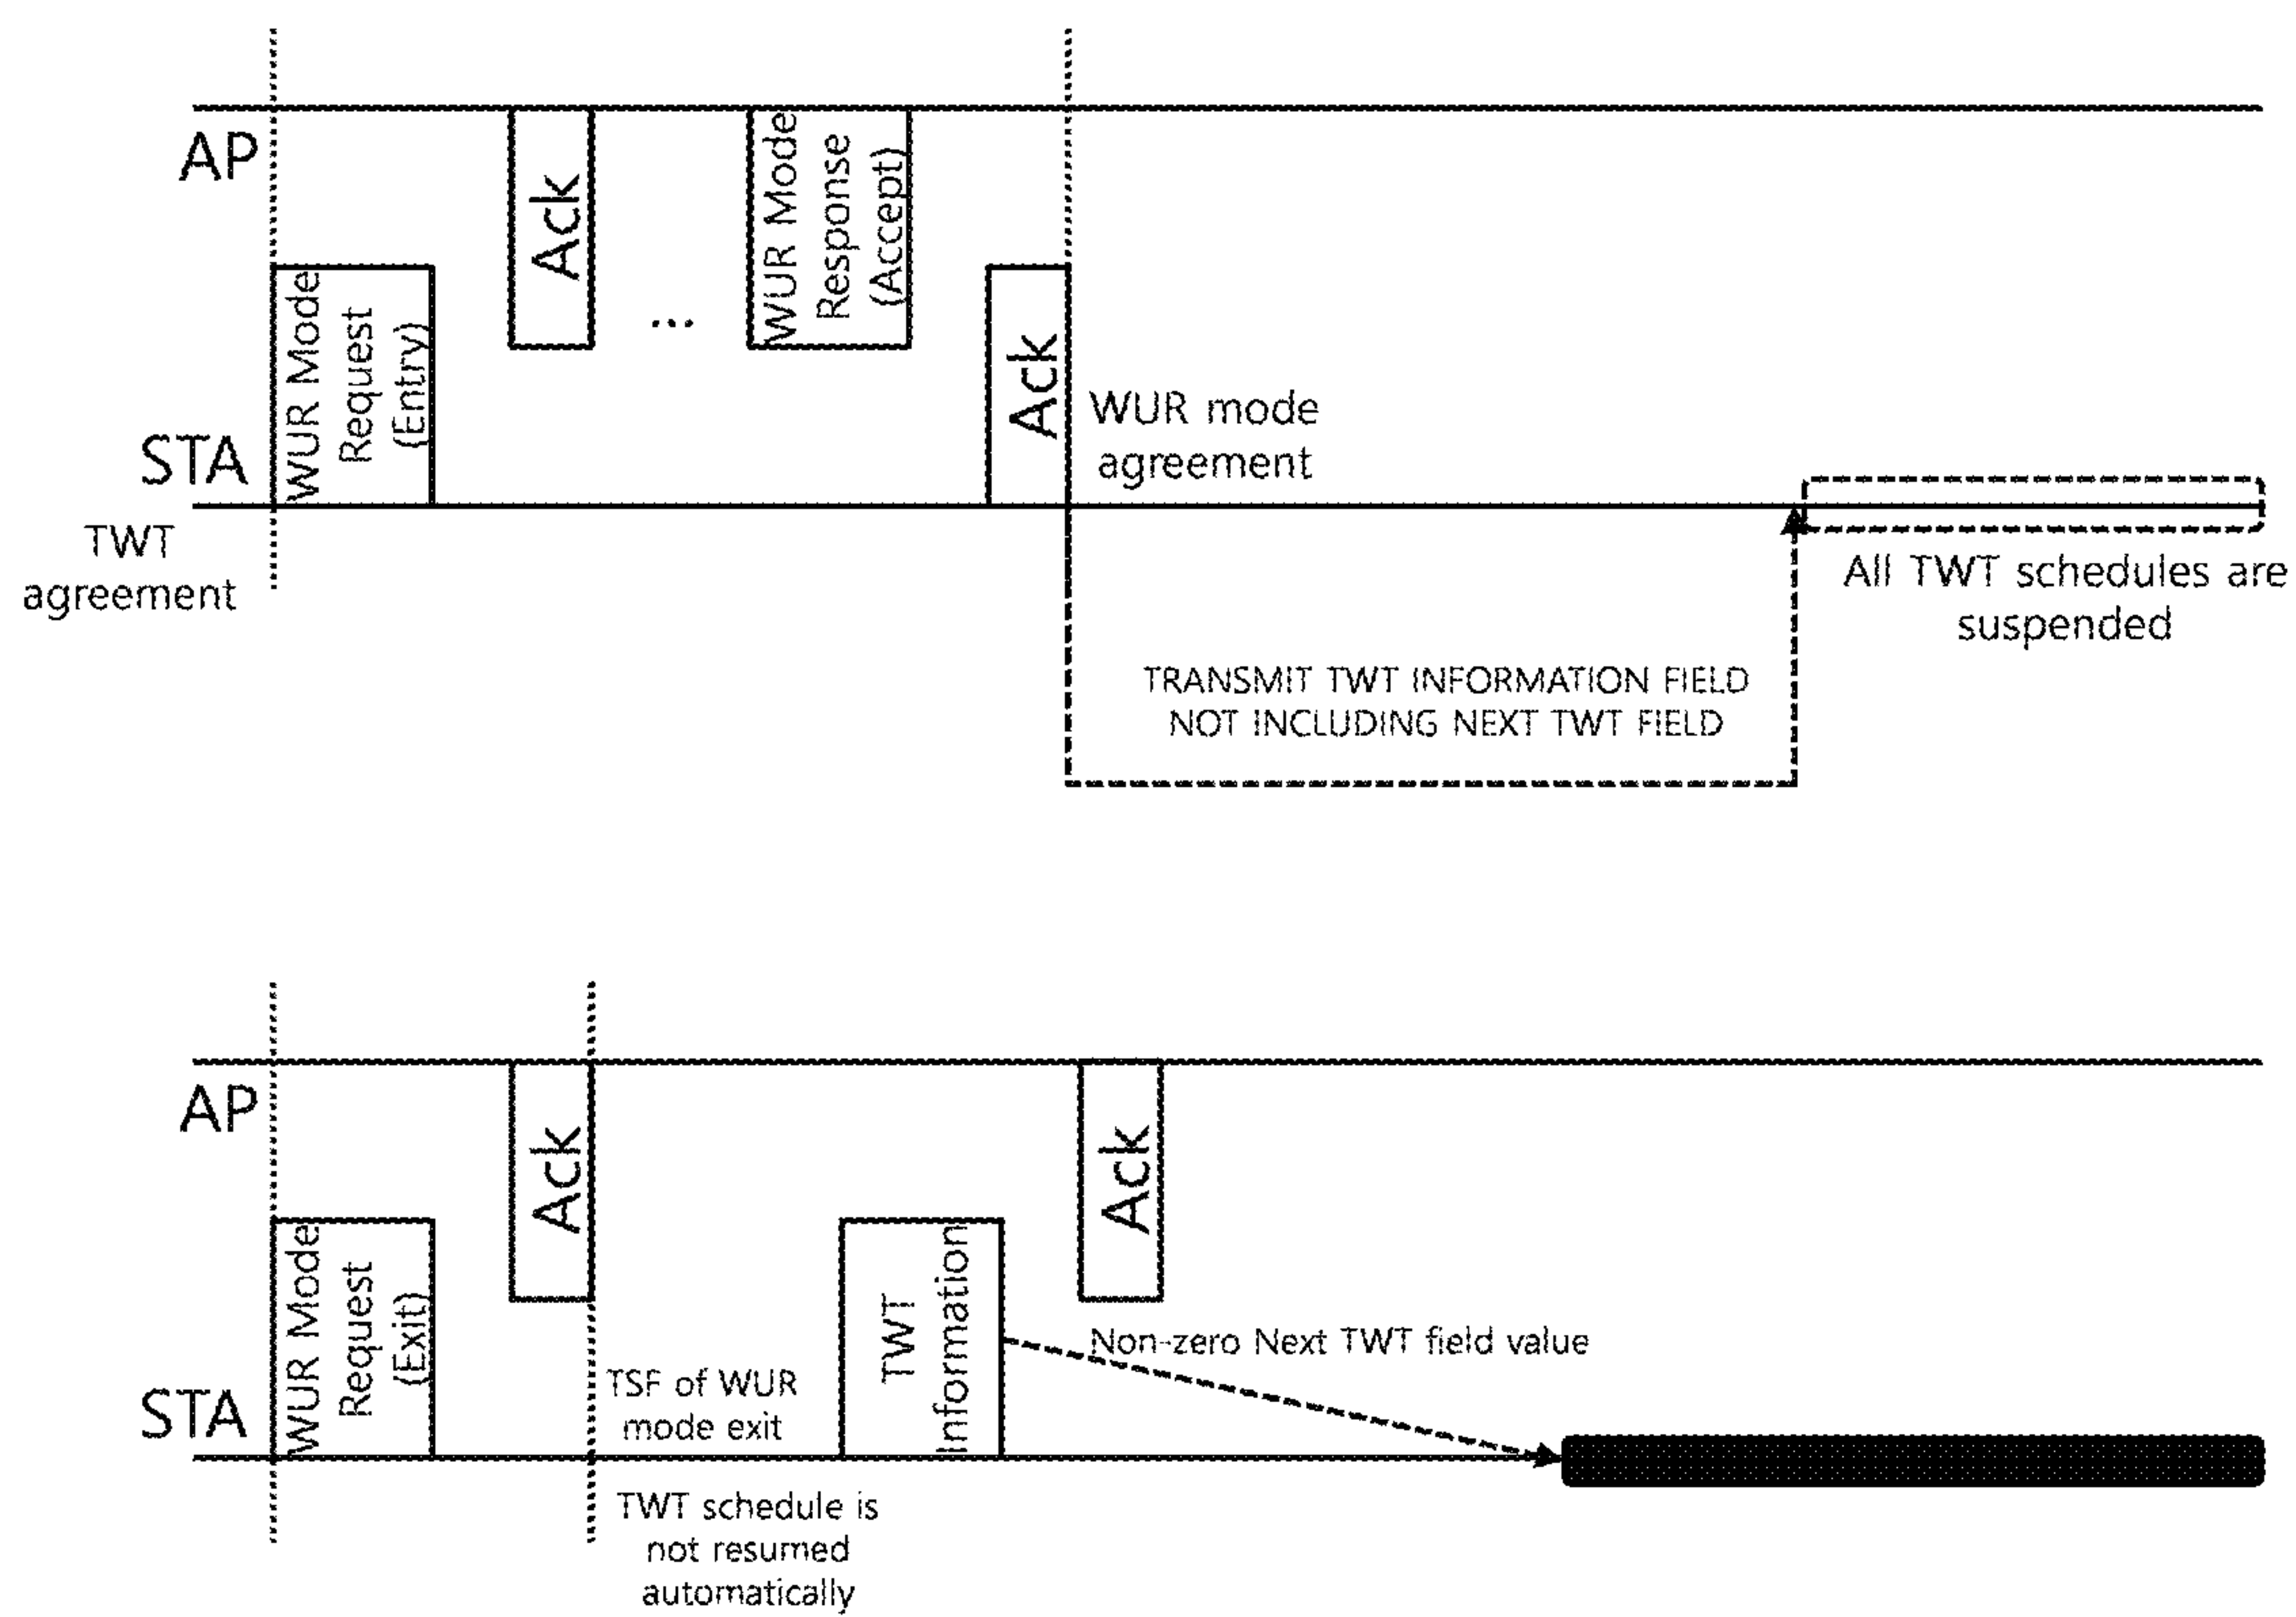 AP
Ack
WUR Mode
Response
(Accept)
STA
WUR Mode
Request
(Entry)
...
Ack
WUR mode
agreement
TWT
agreement
All TWT schedules are
suspended
TRANSMIT TWT INFORMATION FIELD
NOT INCLUDING NEXT TWT FIELD
AP
Ack
Ack
STA
WUR Mode
Request
(Exit)
TSF of WUR
mode exit
TWT
Information
Non-zero Next TWT field value
TWT schedule is
not resumed
automatically